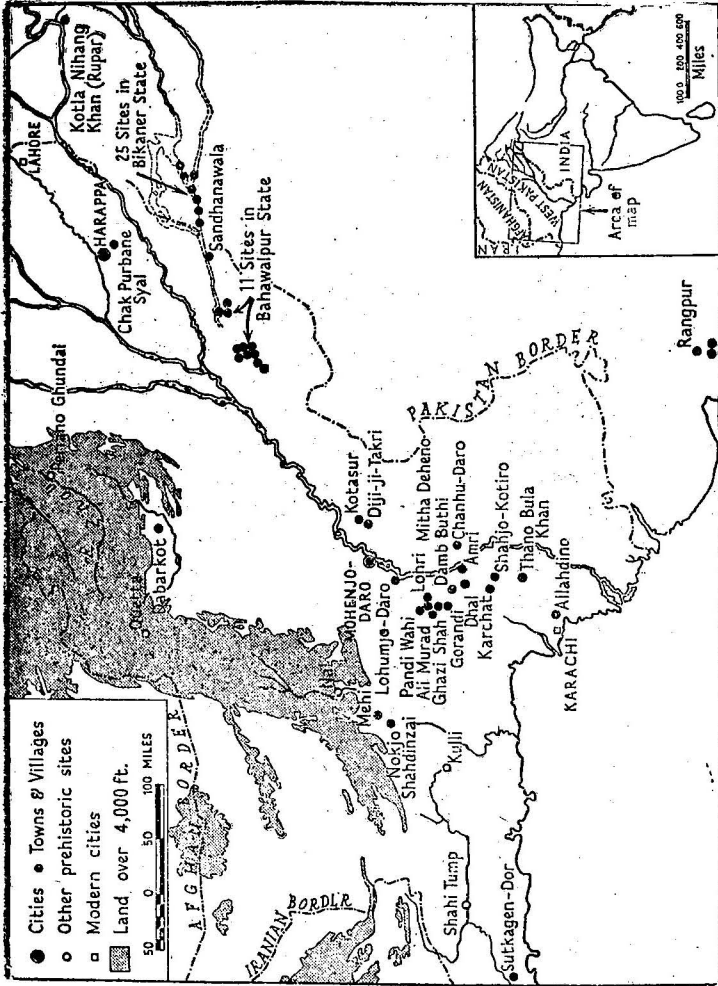 Cities
Towns & Villages
Other prehistoric sites
Modern cities
Land over 4,000 ft.
50 0 50 100 MILES
AFGHAN BORDER
IRANIAN BORDER
Quetta
Dabarkot
LAHORE
Kotla Nihang
Khan (Rupar)
HARAPPA
Chak Purbane
Syal
25 Sites in
Bikaner State
Sandhanawala
11 Sites in
Bahawalpur State
PAKISTAN BORDER
Kotasur
Diji-ji-Takri
MOHENJO-
DARO
Lohumjo-Daro
Mehi
Nal
Nokjo
Shahdinzai
Pandi Wahi
Ali Murad
Ghazi Shah
Gorandi
Dhal
Karchat
Lohri
Mitha Deheno
Damb Buthi
Chanhu-Daro
Amri
Shahjo-Kotiro
Thano Bula
Khan
Allahdino
KARACHI
Kulli
Shahi Tump
Sutkagen-Dor
Rangpur
IRAN
AFGHANISTAN
WEST PAKISTAN
INDIA
Area of
map
100 0 200 400 600
Miles